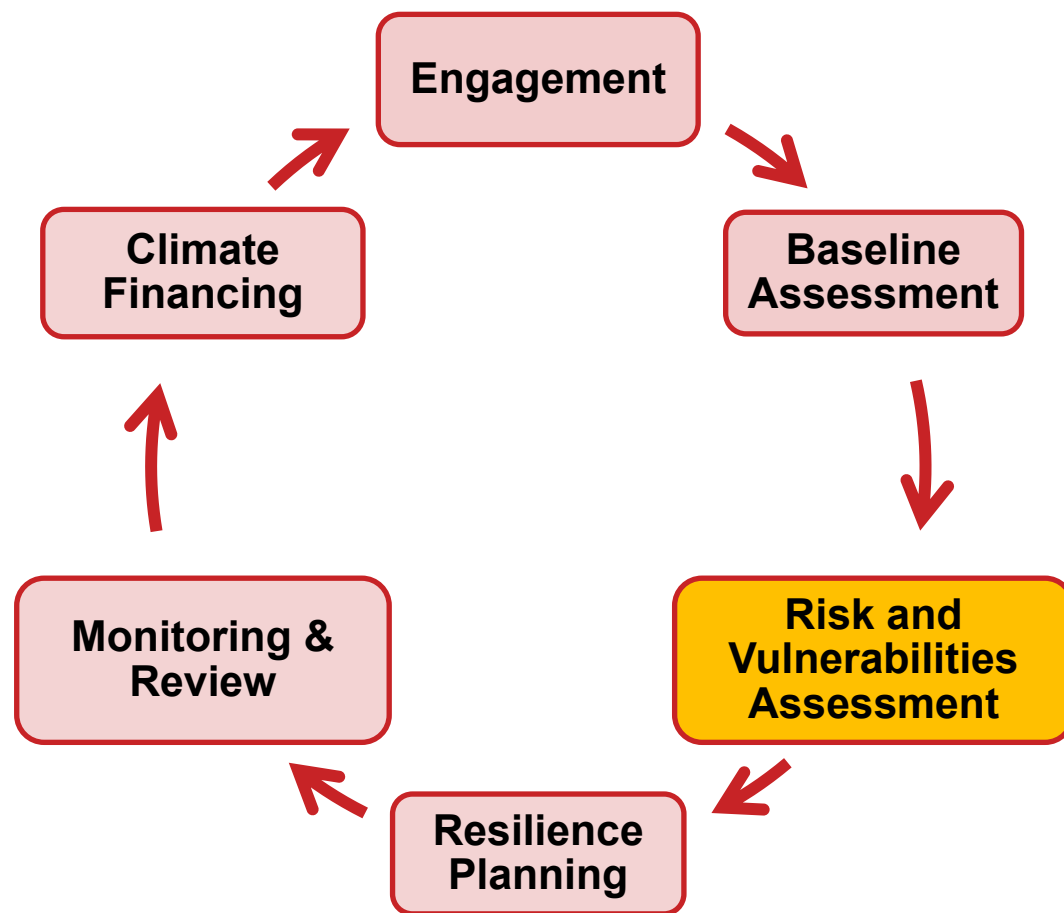 Engagement
Baseline
Assessment
Risk and
Vulnerabilities
Assessment
Resilience
Planning
Monitoring &
Review
Climate
Financing